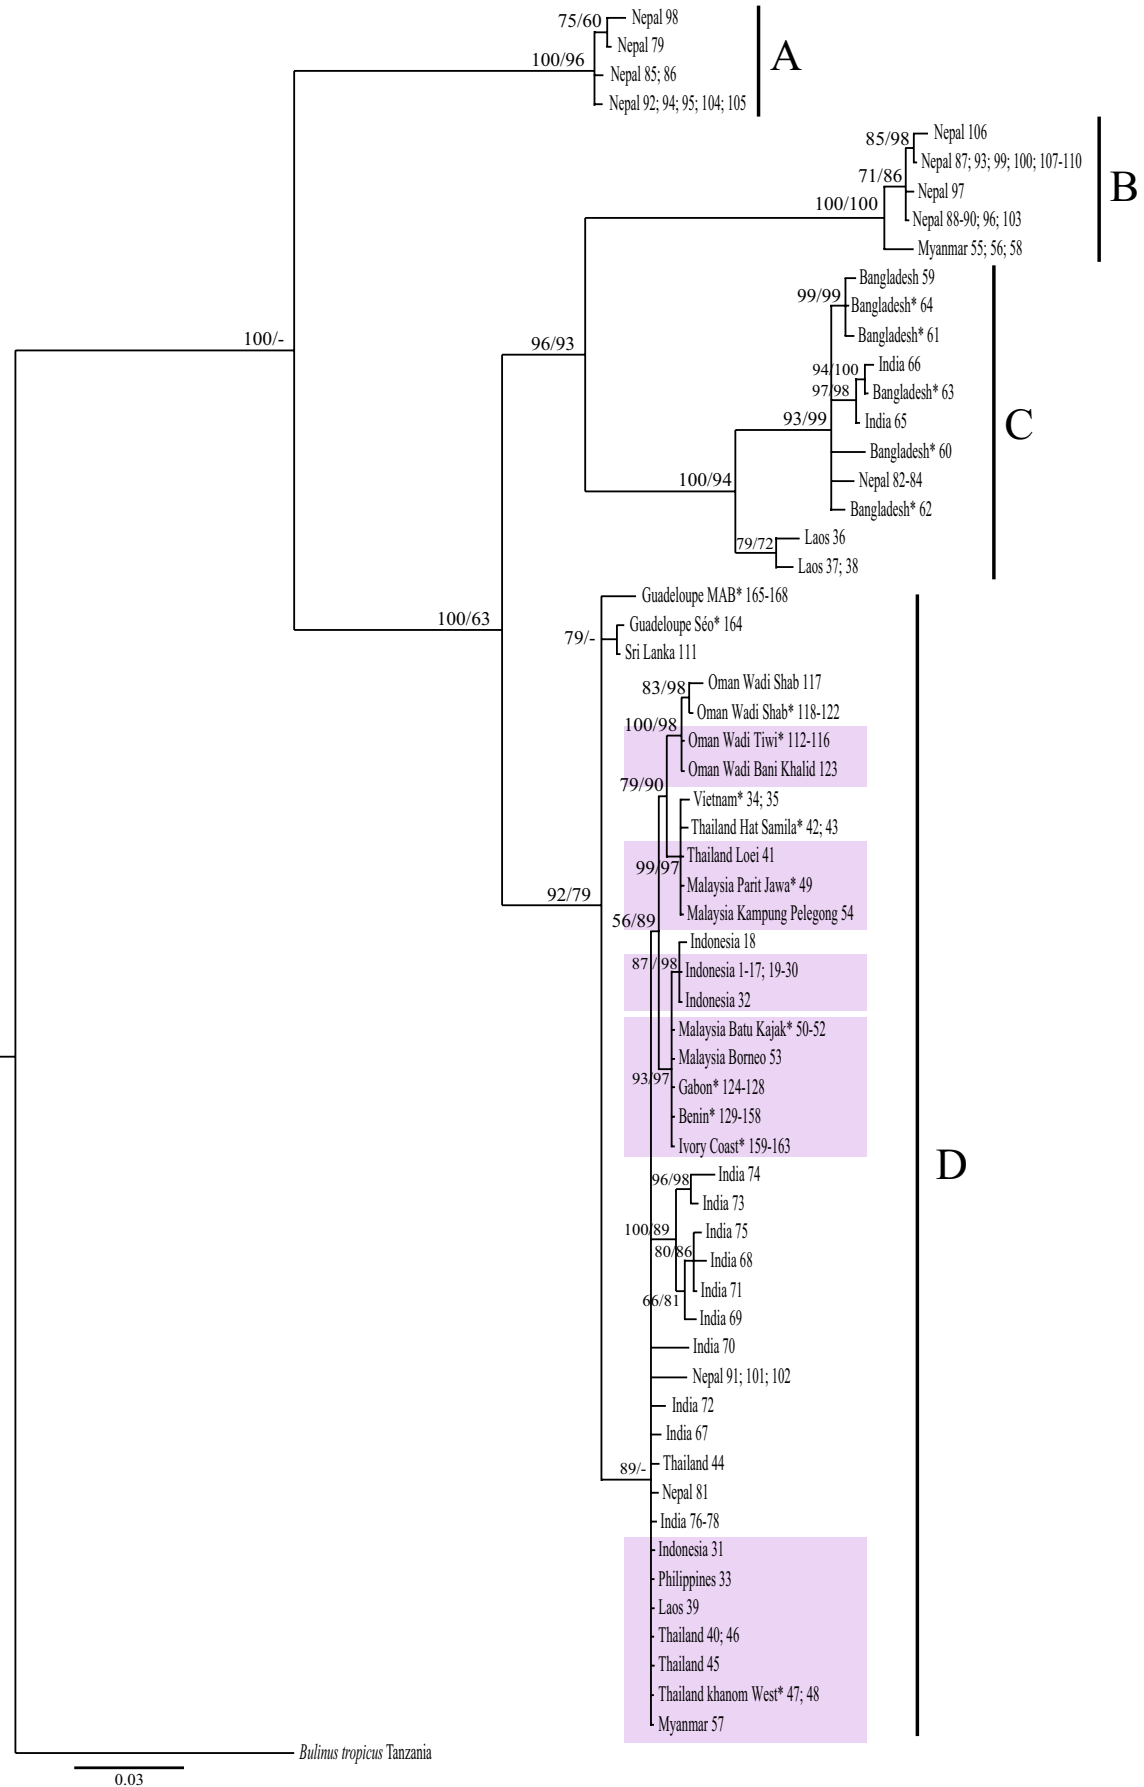 75/60
Nepal 98
Nepal 79
100/96
Nepal 85; 86
Nepal 92; 94; 95; 104; 105
A
Nepal 106
85/98
Nepal 87; 93; 99; 100; 107-110
71/86
Nepal 97
100/100
Nepal 88-90; 96; 103
Myanmar 55; 56; 58
B
Bangladesh 59
99/99
Bangladesh* 64
Bangladesh* 61
100/-
96/93
India 66
94/100
97/98
Bangladesh* 63
India 65
93/99
Bangladesh* 60
100/94
Nepal 82-84
Bangladesh* 62
Laos 36
79/72
Laos 37; 38
C
Guadeloupe MAB* 165-168
100/63
Guadeloupe Séo* 164
79/-
Sri Lanka 111
Oman Wadi Shab 117
83/98
Oman Wadi Shab* 118-122
100/98
Oman Wadi Tiwi* 112-116
Oman Wadi Bani Khalid 123
79/90
Vietnam* 34; 35
Thailand Hat Samila* 42; 43
Thailand Loei 41
99/97
Malaysia Parit Jawa* 49
92/79
Malaysia Kampung Pelegong 54
56/89
Indonesia 18
87/98
Indonesia 1-17; 19-30
Indonesia 32
Malaysia Batu Kajak* 50-52
Malaysia Borneo 53
93/97
Gabon* 124-128
Benin* 129-158
Ivory Coast* 159-163
D
India 74
96/98
India 73
100/89
India 75
80/86
India 68
India 71
66/81
India 69
India 70
Nepal 91; 101; 102
India 72
India 67
Thailand 44
89/-
Nepal 81
India 76-78
Indonesia 31
Philippines 33
Laos 39
Thailand 40; 46
Thailand 45
Thailand khanom West* 47; 48
Myanmar 57
Bulinus tropicus Tanzania
0.03